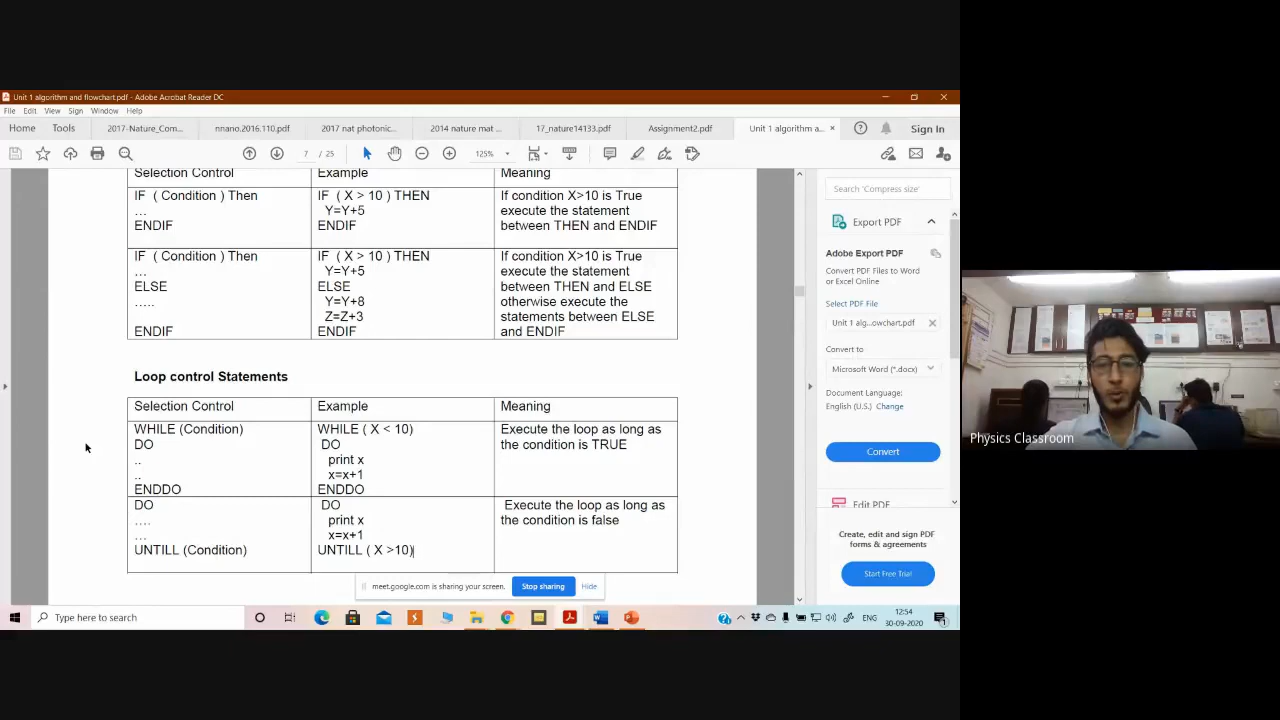 Unit 1 algorithm and flowchart.pdf - Adobe Acrobat Reader DC
File Edit View Sign Window Help
Home Tools 2017-Nature_Com... nnano.2016.110.pdf 2017 nat photonic... 2014 nature mat ... 17_nature14133.pdf Assignment2.pdf Unit 1 algorithm a... × Sign In
7 / 25 125%
Selection Control Example Meaning
IF ( Condition ) Then IF ( X > 10 ) THEN If condition X>10 is True
... Y=Y+5 execute the statement
ENDIF ENDIF between THEN and ENDIF
IF ( Condition ) Then IF ( X > 10 ) THEN If condition X>10 is True
... Y=Y+5 execute the statement
ELSE ELSE between THEN and ELSE
..... Y=Y+8 otherwise execute the
Z=Z+3 statements between ELSE
ENDIF ENDIF and ENDIF
Loop control Statements
Selection Control Example Meaning
WHILE (Condition) WHILE ( X < 10) Execute the loop as long as
DO DO the condition is TRUE
.. print x
.. x=x+1
ENDDO ENDDO
DO DO Execute the loop as long as
.... print x the condition is false
... x=x+1
UNTILL (Condition) UNTILL ( X >10)
Search 'Compress size'
Export PDF
Adobe Export PDF
Convert PDF Files to Word
or Excel Online
Select PDF File
Unit 1 alg...owchart.pdf
Convert to
Microsoft Word (*.docx)
Document Language:
English (U.S.) Change
Convert
Edit PDF
Create, edit and sign PDF
forms & agreements
Start Free Trial
meet.google.com is sharing your screen. Stop sharing Hide
Type here to search
ENG
12:54
30-09-2020
Physics Classroom